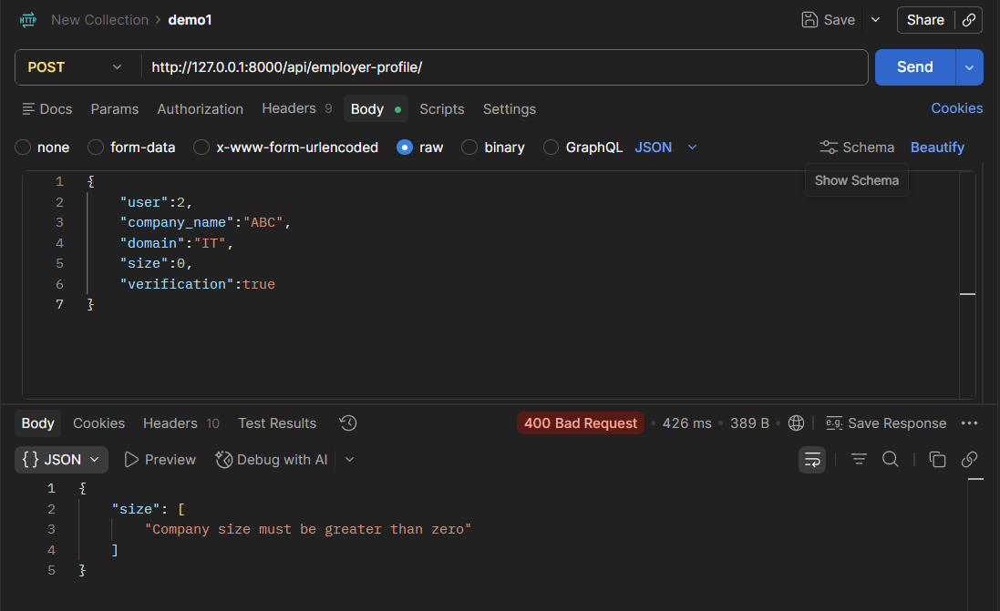 HTTP New Collection > demo1 Save Share
POST http://127.0.0.1:8000/api/employer-profile/ Send
Docs Params Authorization Headers 9 Body Scripts Settings Cookies
none form-data x-www-form-urlencoded raw binary GraphQL JSON Schema Beautify
Show Schema
1 {
2 "user":2,
3 "company_name":"ABC",
4 "domain":"IT",
5 "size":0,
6 "verification":true
7 }
Body Cookies Headers 10 Test Results 400 Bad Request • 426 ms • 389 B • e.g. Save Response
{} JSON Preview Debug with AI
1 {
2 "size": [
3 "Company size must be greater than zero"
4 ]
5 }